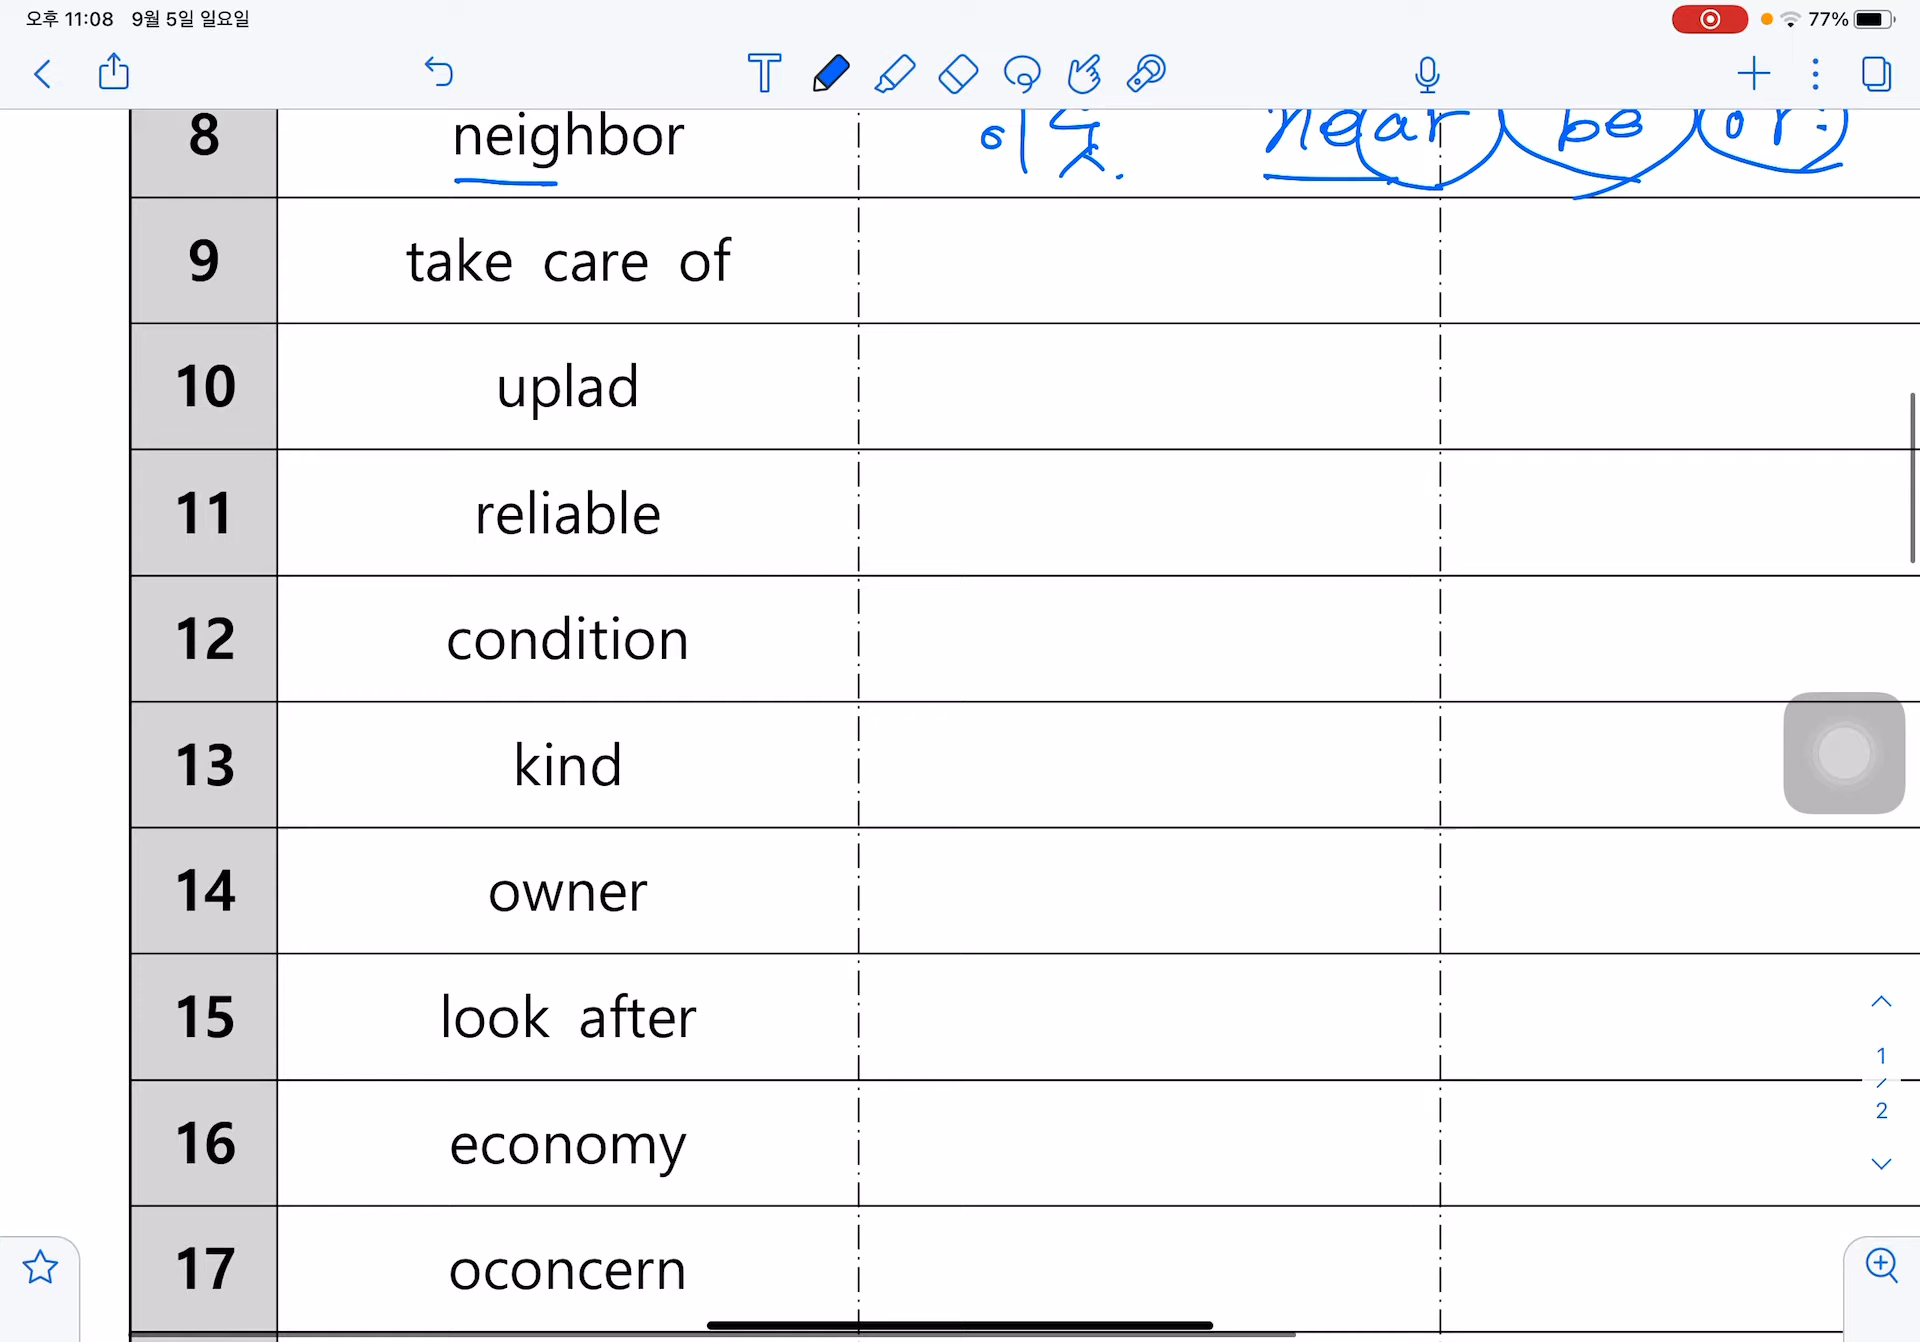 오후 11:08 9월 5일 일요일 77%
8 neighbor 이웃. near be or.
9 take care of
10 uplad
11 reliable
12 condition
13 kind
14 owner
15 look after
1
/
2
16 economy
17 oconcern